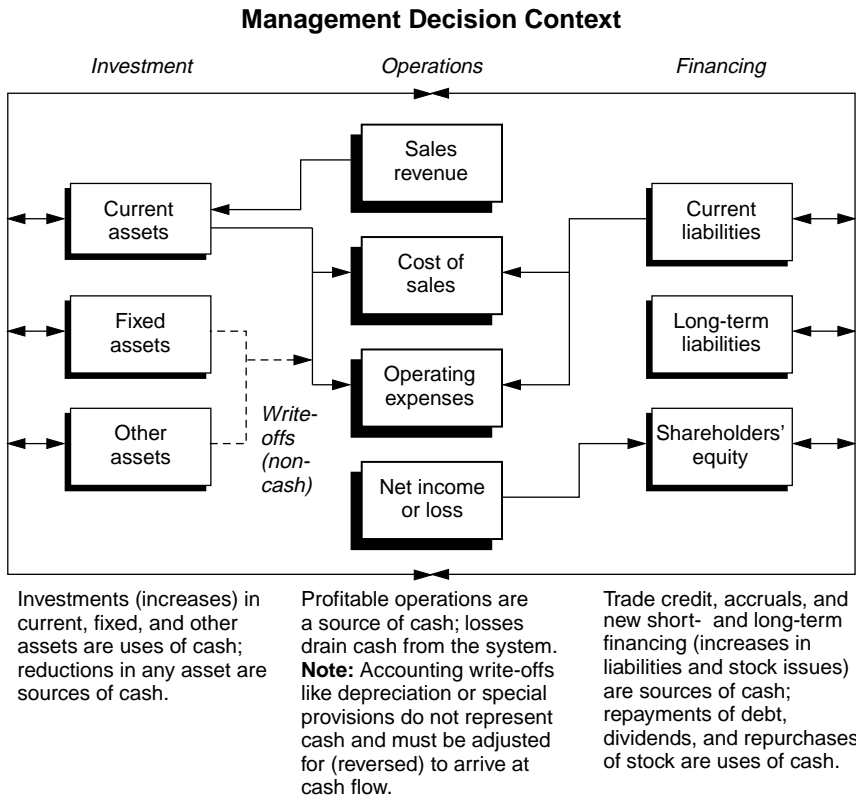 Management Decision Context
Investment
Operations
Financing
Sales
revenue
Current
assets
Current
liabilities
Cost of
sales
Fixed
assets
Long-term
liabilities
Operating
expenses
Write-
offs
(non-
cash)
Other
assets
Shareholders’
equity
Net income
or loss
Investments (increases) in
current, fixed, and other
assets are uses of cash;
reductions in any asset are
sources of cash.
Profitable operations are
a source of cash; losses
drain cash from the system.
Note: Accounting write-offs
like depreciation or special
provisions do not represent
cash and must be adjusted
for (reversed) to arrive at
cash flow.
Trade credit, accruals, and
new short- and long-term
financing (increases in
liabilities and stock issues)
are sources of cash;
repayments of debt,
dividends, and repurchases
of stock are uses of cash.